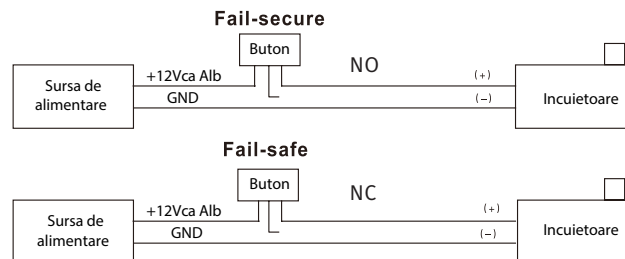 Fail-secure
Buton
NO
+12Vca Alb
(+)
Sursa de
alimentare
GND
(-)
Incuietoare
Fail-safe
Buton
NC
+12Vca Alb
(+)
Sursa de
alimentare
GND
(-)
Incuietoare